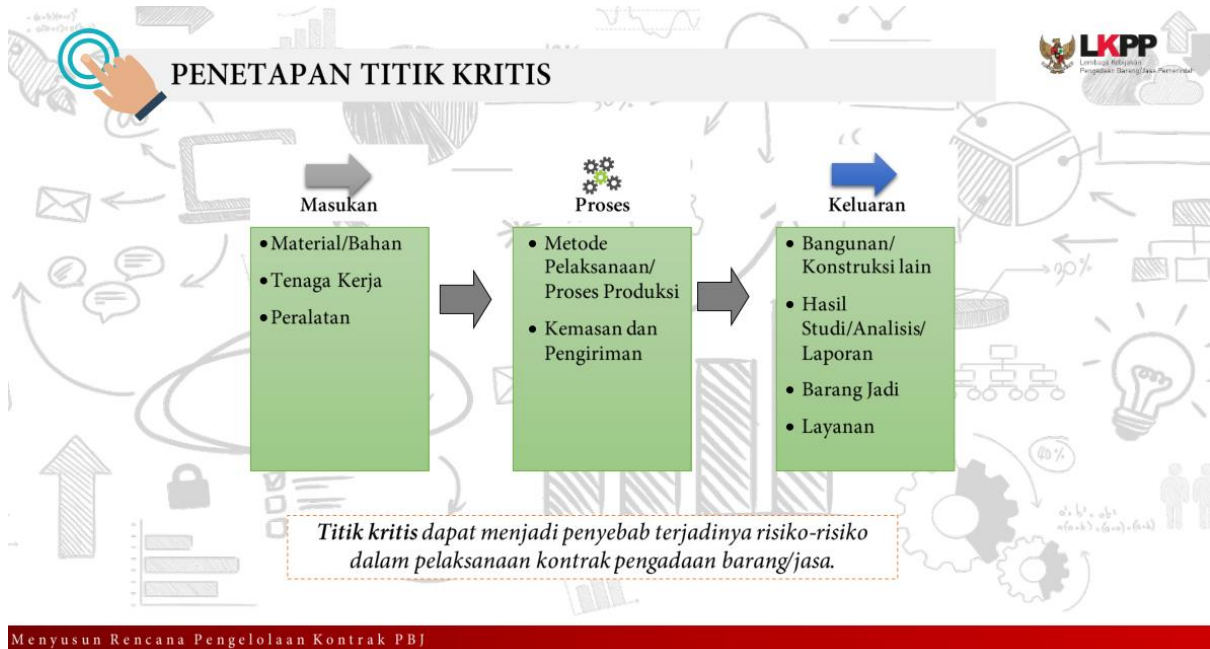 PENETAPAN TITIK KRITIS
LKPP
Lembaga Kebijakan
Pengadaan Barang/Jasa Pemerintah
Masukan
•Material/Bahan
•Tenaga Kerja
•Peralatan
Proses
• Metode
Pelaksanaan/
Proses Produksi
• Kemasan dan
Pengiriman
Keluaran
• Bangunan/
Konstruksi lain
• Hasil
Studi/Analisis/
Laporan
• Barang Jadi
• Layanan
30%
40%
Titik kritis dapat menjadi penyebab terjadinya risiko-risiko
dalam pelaksanaan kontrak pengadaan barang/jasa.
Menyusun Rencana Pengelolaan Kontrak PBJ